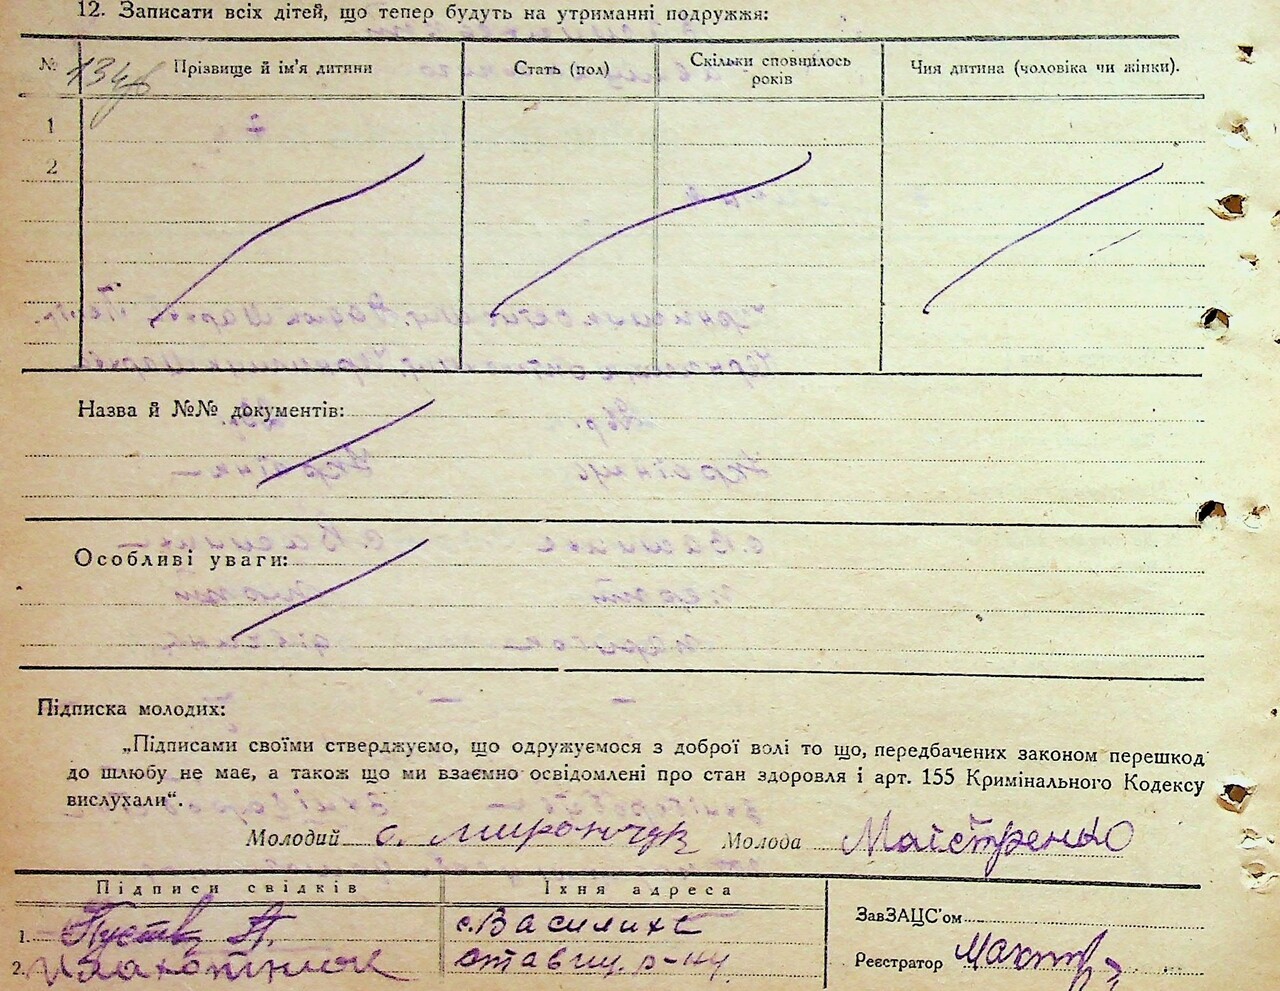 12. Записати всіх дітей, що тепер будуть на утриманні подружжя:
№ Прізвище й ім'я дитини Стать (пол) Скільки сповнилось років Чия дитина (чоловіка чи жінки).
1
2
Назва й №№ документів:
Особливі уваги:
Підписка молодих:
„Підписами своїми стверджуємо, що одружуємося з доброї волі то що, передбачених законом перешкод
до шлюбу не має, а також що ми взаємно освідомлені про стан здоровля і арт. 155 Кримінального Кодексу
вислухали“.
Молодий с. Мирончук Молода Майстренко
Підписи свідків Їхня адреса
ЗавЗАЦС'ом
1. с. Василиха
2. ставищ. р-ну
Реєстратор